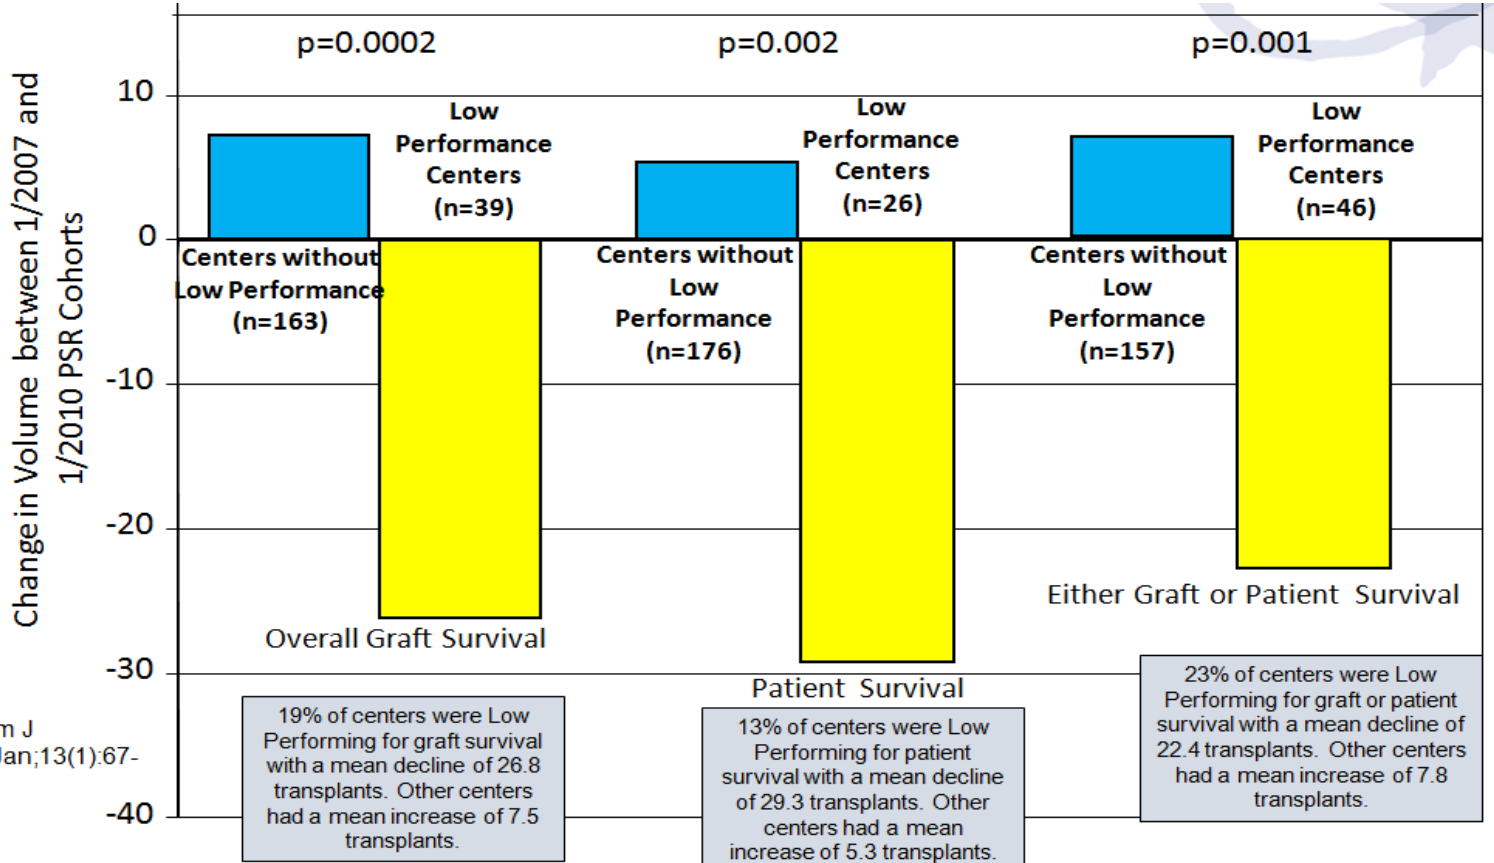 p=0.0002
p=0.002
p=0.001
Change in Volume between 1/2007 and
1/2010 PSR Cohorts
10
0
-10
-20
-30
-40
Low
Performance
Centers
(n=39)
Centers without
Low Performance
(n=163)
Overall Graft Survival
19% of centers were Low
Performing for graft survival
with a mean decline of 26.8
transplants. Other centers
had a mean increase of 7.5
transplants.
Low
Performance
Centers
(n=26)
Centers without
Low
Performance
(n=176)
Patient Survival
13% of centers were Low
Performing for patient
survival with a mean decline
of 29.3 transplants. Other
centers had a mean
increase of 5.3 transplants.
Low
Performance
Centers
(n=46)
Centers without
Low
Performance
(n=157)
Either Graft or Patient Survival
23% of centers were Low
Performing for graft or patient
survival with a mean decline of
22.4 transplants. Other centers
had a mean increase of 7.8
transplants.
m J
Jan;13(1):67-